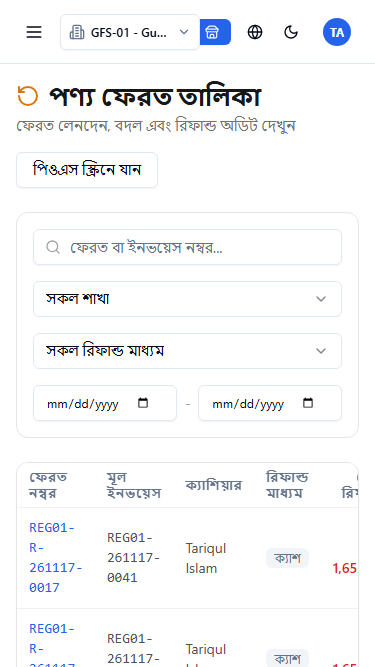 GFS-01 - Gu...
TA
পণ্য ফেরত তালিকা
ফেরত লেনদেন, বদল এবং রিফান্ড অডিট দেখুন
পিওএস স্ক্রিনে যান
ফেরত বা ইনভয়েস নম্বর...
সকল শাখা
সকল রিফান্ড মাধ্যম
mm/dd/yyyy - mm/dd/yyyy
ফেরত নম্বর মূল ইনভয়েস ক্যাশিয়ার রিফান্ড মাধ্যম
REG01-R-261117-0017 REG01-261117-0041 Tariqul Islam ক্যাশ 1,65
REG01-R- REG01- Tariqul ক্যাশ